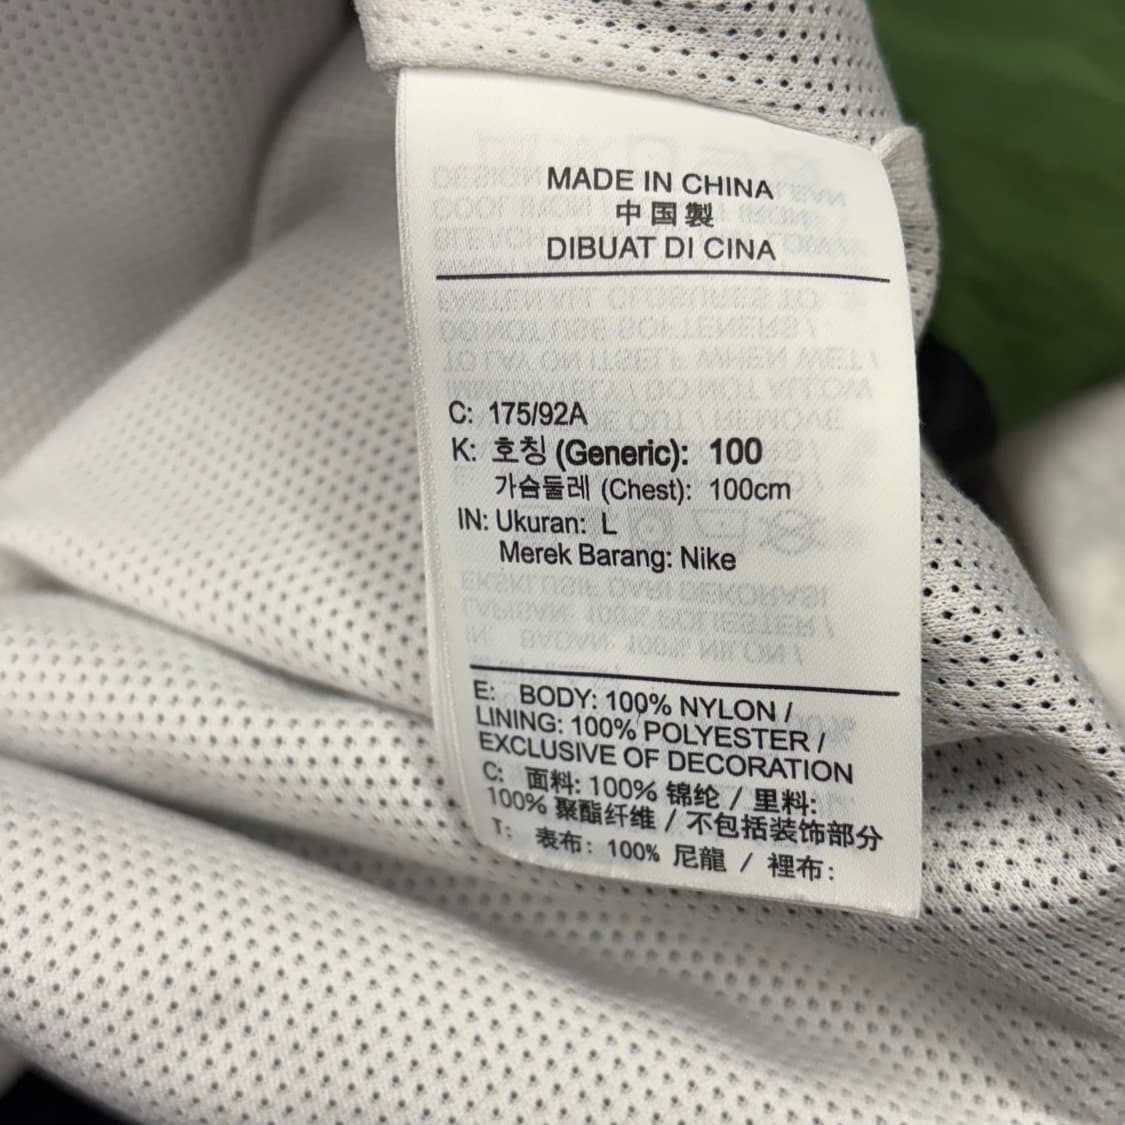 MADE IN CHINA
中国製
DIBUAT DI CINA
C: 175/92A
K: 호칭 (Generic): 100
가슴둘레 (Chest): 100cm
IN: Ukuran: L
Merek Barang: Nike
E: BODY: 100% NYLON /
LINING: 100% POLYESTER /
EXCLUSIVE OF DECORATION
C: 面料: 100% 锦纶 / 里料:
100% 聚酯纤维 / 不包括装饰部分
T: 表布: 100% 尼龍 / 裡布: